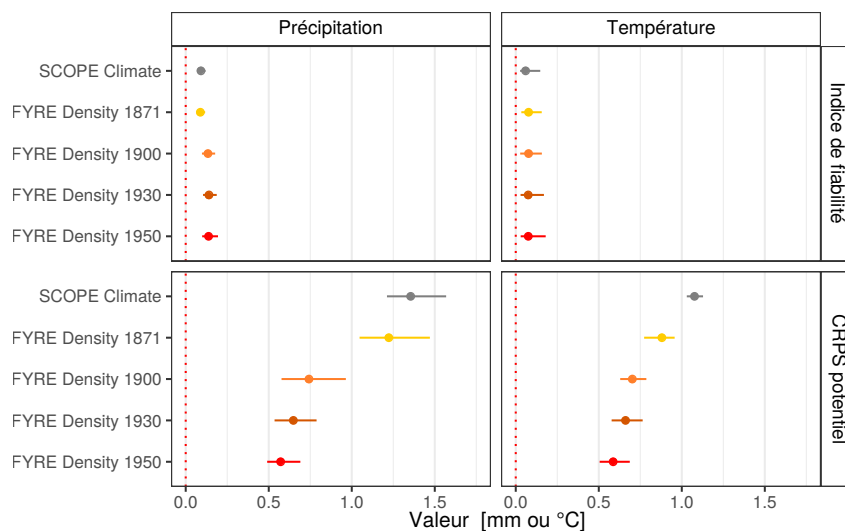 Précipitation
Température
SCOPE Climate
FYRE Density 1871
FYRE Density 1900
FYRE Density 1930
FYRE Density 1950
Indice de fiabilité
SCOPE Climate
FYRE Density 1871
FYRE Density 1900
FYRE Density 1930
FYRE Density 1950
CRPS potentiel
0.0 0.5 1.0 1.5 0.0 0.5 1.0 1.5
Valeur [mm ou °C]